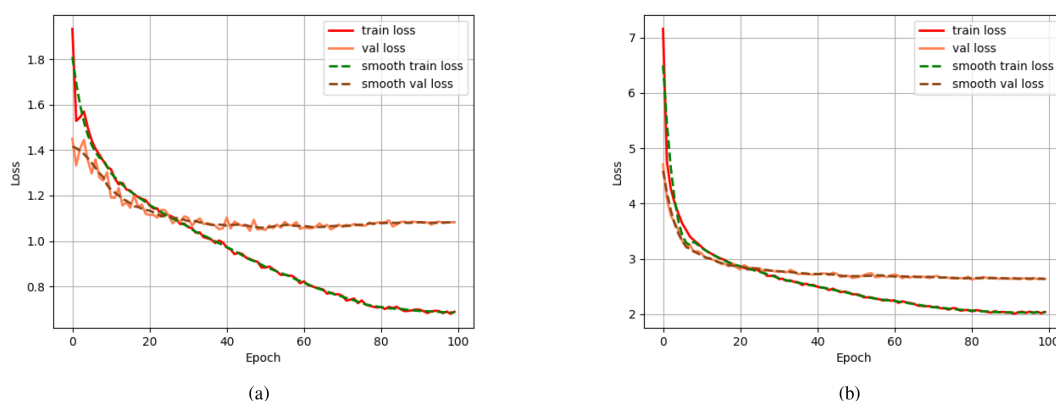 train loss
val loss
smooth train loss
smooth val loss
1.8
1.6
1.4
1.2
1.0
0.8
Loss
0
20
40
60
80
100
Epoch
(a)
train loss
val loss
smooth train loss
smooth val loss
7
6
5
4
3
2
Loss
0
20
40
60
80
100
Epoch
(b)